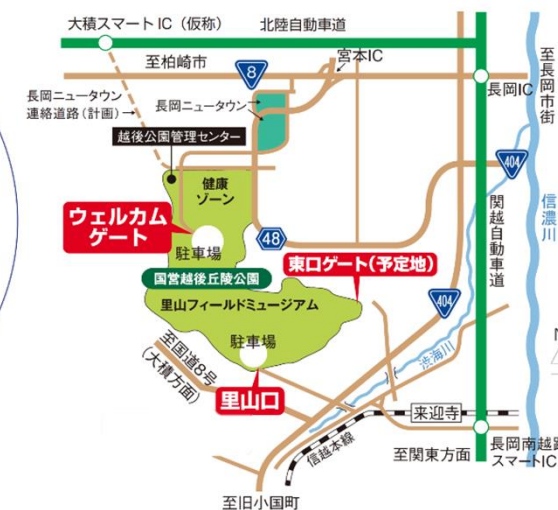 大積スマートIC（仮称）
北陸自動車道
至柏崎市
8
宮本IC
長岡ニュータウン
連絡道路（計画）
長岡ニュータウン
長岡IC
至長岡市街
越後公園管理センター
404
健康
ゾーン
ウェルカム
ゲート
駐車場
48
関越自動車道
信濃川
国営越後丘陵公園
東口ゲート（予定地）
里山フィールドミュージアム
404
駐車場
至国道8号
（大積方面）
渋海川
里山口
来迎寺
信越本線
至関東方面
長岡南越路
スマートIC
至旧小国町